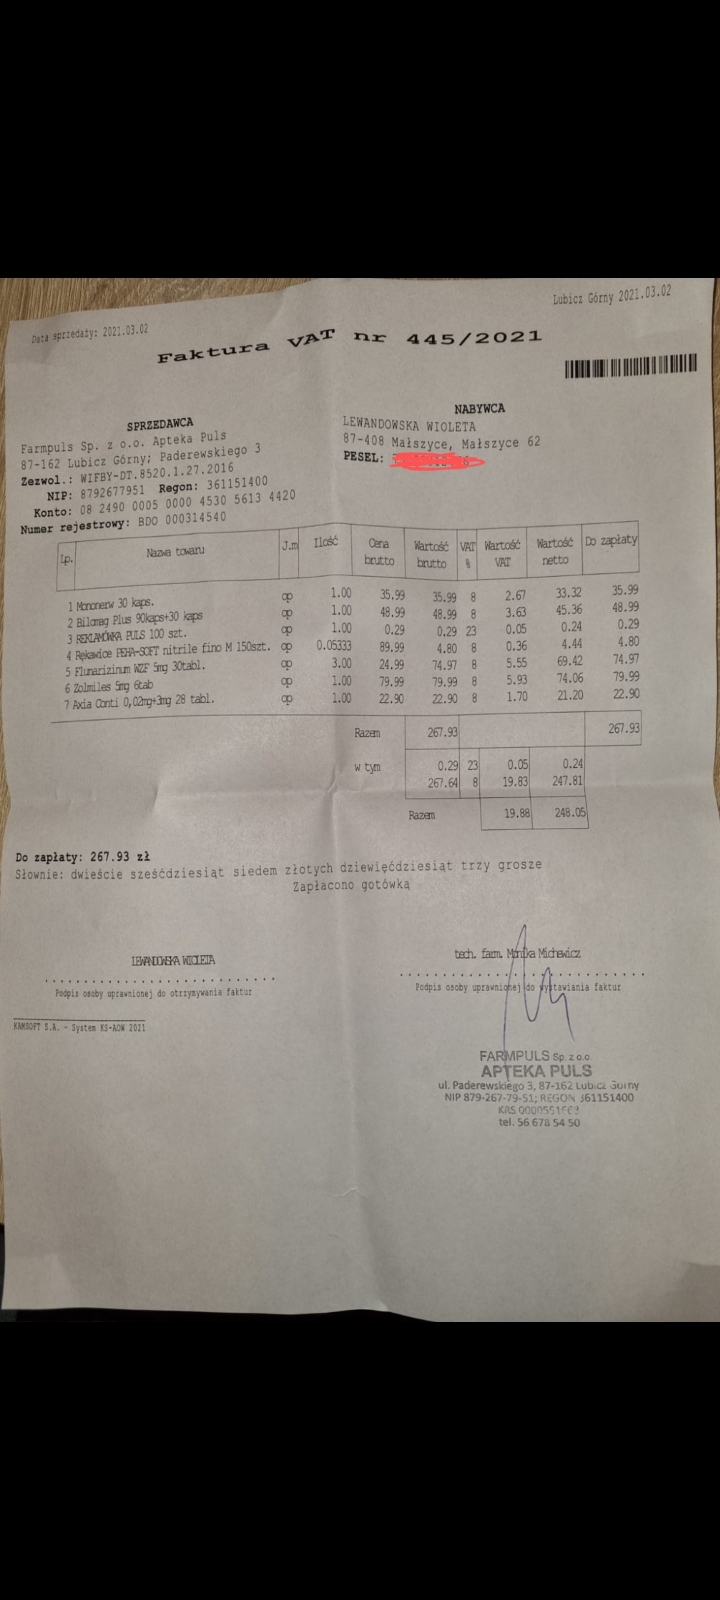 Lubicz Górny 2021.03.02
Data sprzedaży: 2021.03.02
Faktura VAT nr 445/2021
SPRZEDAWCA
Farmpuls Sp. z o.o. Apteka Puls
87-162 Lubicz Górny; Paderewskiego 3
Zezwol.: WIFBY-DT.8520.1.27.2016
NIP: 8792677951 Regon: 361151400
Konto: 08 2490 0005 0000 4530 5613 4420
Numer rejestrowy: BDO 000314540
NABYWCA
LEWANDOWSKA WIOLETA
87-408 Małszyce, Małszyce 62
PESEL:
Lp. Nazwa towaru J.m Ilość Cena brutto Wartość brutto VAT % Wartość VAT Wartość netto Do zapłaty
1 Mononerw 30 kaps. op 1.00 35.99 35.99 8 2.67 33.32 35.99
2 Bilomag Plus 90kaps+30 kaps op 1.00 48.99 48.99 8 3.63 45.36 48.99
3 REKLAMÓWKA PULS 100 szt. op 1.00 0.29 0.29 23 0.05 0.24 0.29
4 Rękawice PEHA-SOFT nitrile fino M 150szt. op 0.05333 89.99 4.80 8 0.36 4.44 4.80
5 Flunarizinum WZF 5mg 30tabl. op 3.00 24.99 74.97 8 5.55 69.42 74.97
6 Zolmiles 5mg 6tab op 1.00 79.99 79.99 8 5.93 74.06 79.99
7 Axia Conti 0,02mg+3mg 28 tabl. op 1.00 22.90 22.90 8 1.70 21.20 22.90
Razem 267.93 267.93
w tym 0.29 23 0.05 0.24
267.64 8 19.83 247.81
Razem 19.88 248.05
Do zapłaty: 267.93 zł
Słownie: dwieście sześćdziesiąt siedem złotych dziewięćdziesiąt trzy grosze
Zapłacono gotówką
LEWANDOWSKA WIOLETA
Podpis osoby uprawnionej do otrzymywania faktur
tech. farm. Monika Michewicz
Podpis osoby uprawnionej do wystawiania faktur
KAMSOFT S.A. - System KS-AOW 2021
FARMPULS Sp. z o.o.
APTEKA PULS
ul. Paderewskiego 3, 87-162 Lubicz Górny
NIP 879-267-79-51; REGON 361151400
KRS
tel. 56 678 54 50